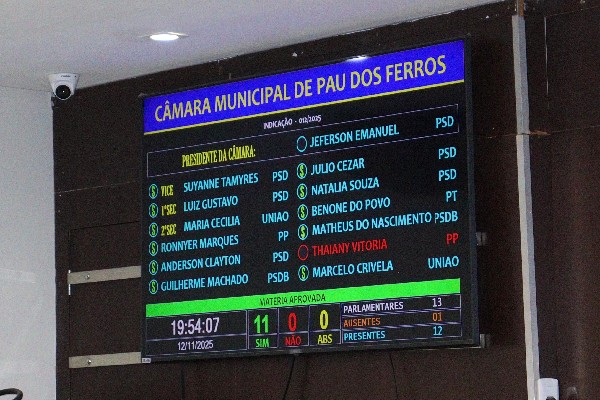 CÂMARA MUNICIPAL DE PAU DOS FERROS
INDICAÇÃO - 012/2025
PRESIDENTE DA CÂMARA: JEFERSON EMANUEL PSD
S VICE SUYANNE TAMYRES PSD
S 1ºSEC LUIZ GUSTAVO PSD
S 2ºSEC MARIA CECILIA UNIAO
S RONNYER MARQUES PP
S ANDERSON CLAYTON PSD
S GUILHERME MACHADO PSDB
S JULIO CEZAR PSD
S NATALIA SOUZA PSD
S BENONE DO POVO PT
S MATHEUS DO NASCIMENTO PSDB
THAIANY VITORIA PP
S MARCELO CRIVELA UNIAO
MATERIA APROVADA
19:54:07
12/11/2025
11 SIM
0 NÃO
0 ABS
PARLAMENTARES 13
AUSENTES 01
PRESENTES 12